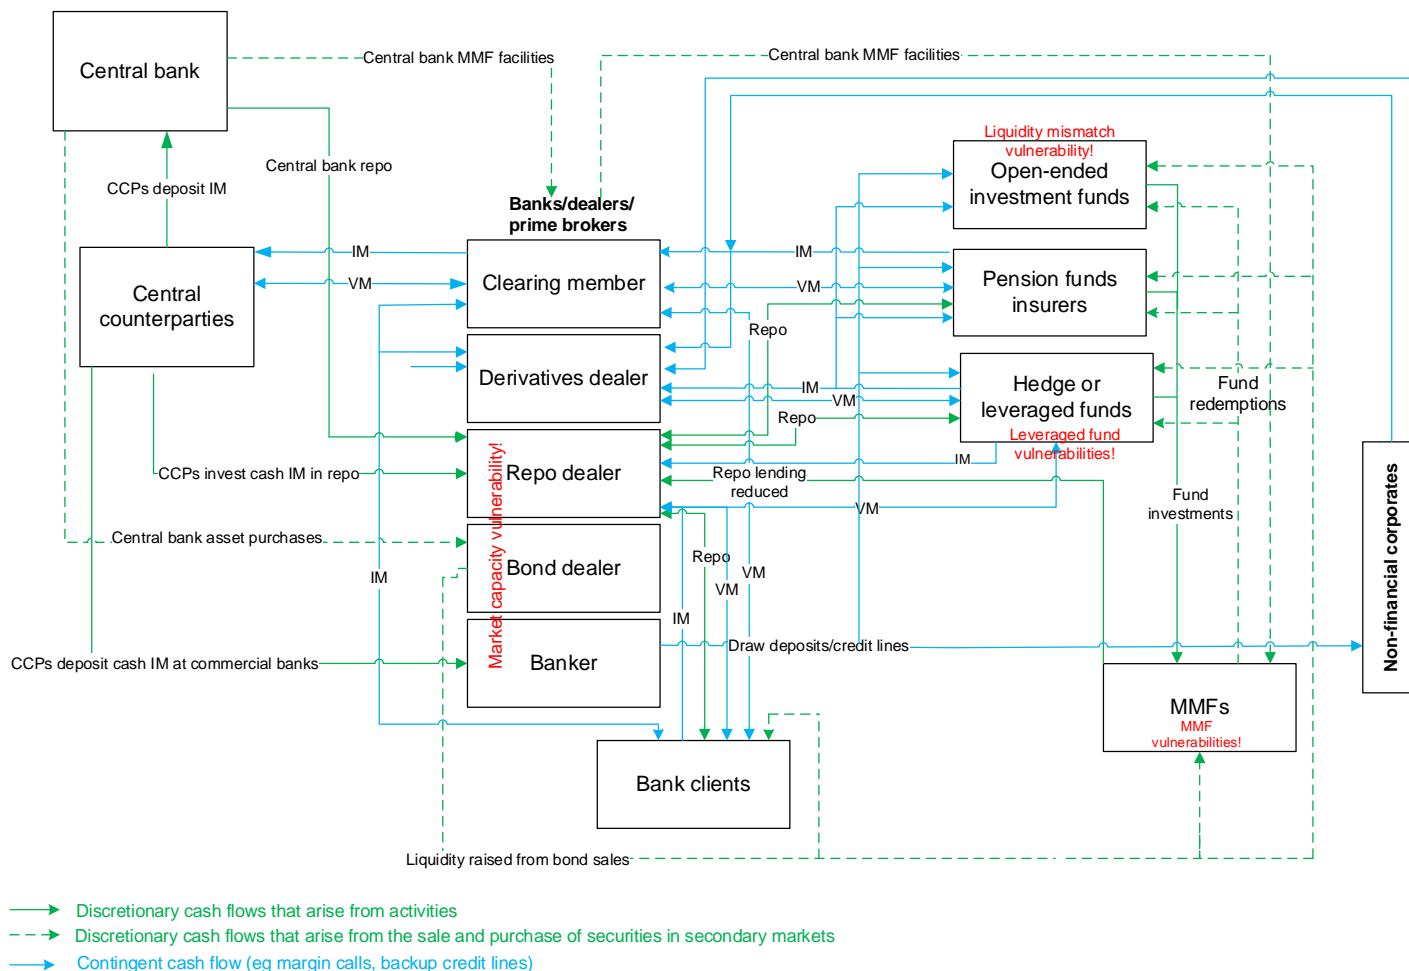 Central bank
Central bank MMF facilities
Central bank MMF facilities
Liquidity mismatch
vulnerability!
Open-ended
investment funds
Central bank repo
CCPs deposit IM
Banks/dealers/
prime brokers
IM
VM
Central
counterparties
Clearing member
IM
VM
Pension funds
insurers
Repo
Derivatives dealer
IM
VM
Hedge or
leveraged funds
Leveraged fund
vulnerabilities!
Repo
Fund
redemptions
CCPs invest cash IM in repo
Repo dealer
IM
Repo lending
reduced
VM
Fund
investments
Market capacity vulnerability!
Non-financial corporates
Central bank asset purchases
Bond dealer
Repo
VM
VM
IM
IM
CCPs deposit cash IM at commercial banks
Banker
Draw deposits/credit lines
MMFs
MMF
vulnerabilities!
Bank clients
Liquidity raised from bond sales
Discretionary cash flows that arise from activities
Discretionary cash flows that arise from the sale and purchase of securities in secondary markets
Contingent cash flow (eg margin calls, backup credit lines)